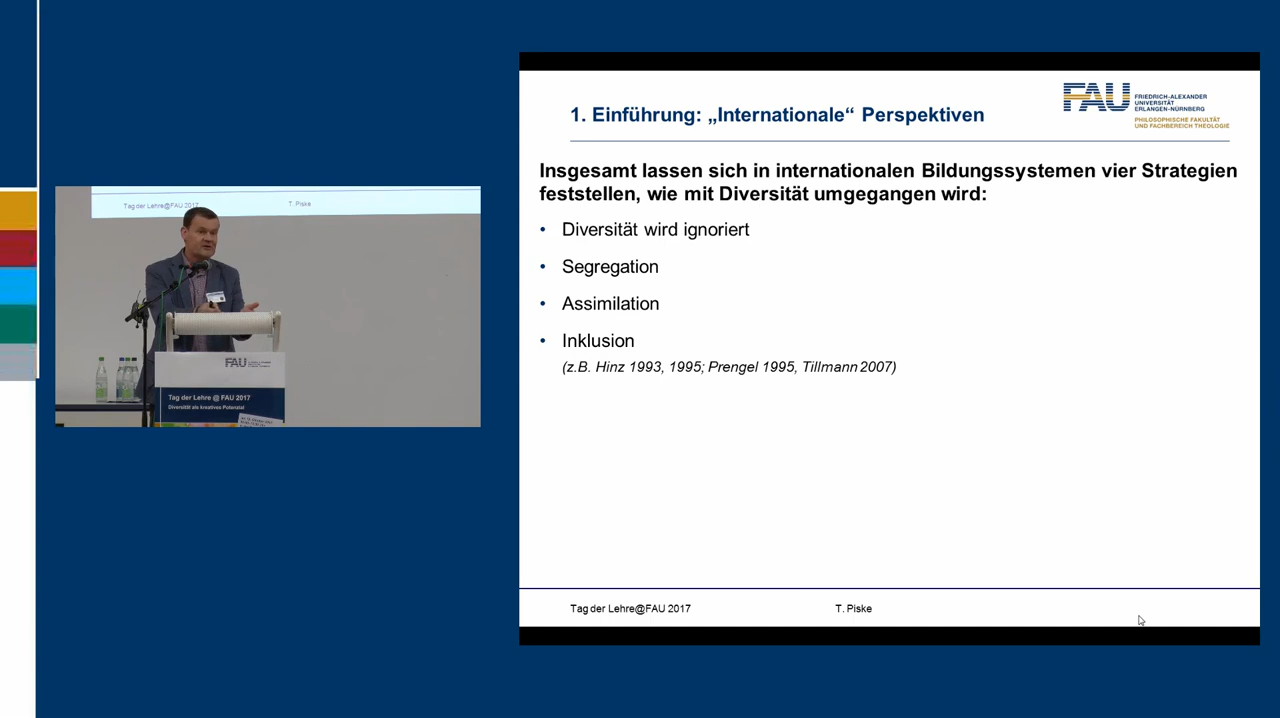 Tag der Lehre@FAU 2017
T. Piske
FAU
Tag der Lehre @ FAU 2017
Diversität als kreatives Potenzial
1. Einführung: „Internationale“ Perspektiven
FAU
FRIEDRICH-ALEXANDER
UNIVERSITÄT
ERLANGEN-NÜRNBERG
PHILOSOPHISCHE FAKULTÄT
UND FACHBEREICH THEOLOGIE
Insgesamt lassen sich in internationalen Bildungssystemen vier Strategien
feststellen, wie mit Diversität umgegangen wird:
• Diversität wird ignoriert
• Segregation
• Assimilation
• Inklusion
(z.B. Hinz 1993, 1995; Prengel 1995, Tillmann 2007)
Tag der Lehre@FAU 2017
T. Piske